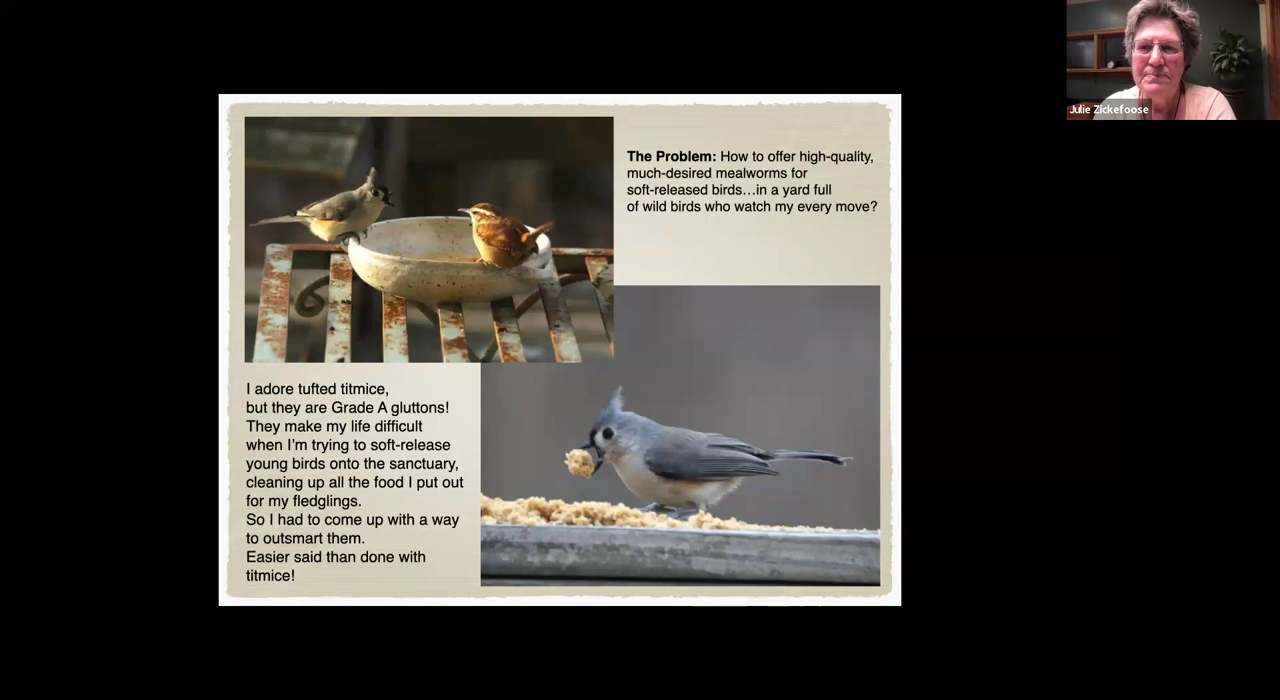 Julie Zickefoose
The Problem: How to offer high-quality,
much-desired mealworms for
soft-released birds…in a yard full
of wild birds who watch my every move?
I adore tufted titmice,
but they are Grade A gluttons!
They make my life difficult
when I’m trying to soft-release
young birds onto the sanctuary,
cleaning up all the food I put out
for my fledglings.
So I had to come up with a way
to outsmart them.
Easier said than done with
titmice!